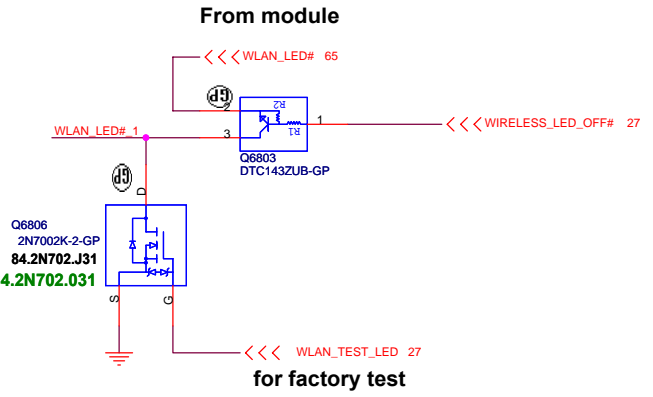 From module
WLAN_LED# 65
GP
2
R2
R1
1
WIRELESS_LED_OFF# 27
WLAN_LED#_1
3
Q6803
DTC143ZUB-GP
GP
D
Q6806
2N7002K-2-GP
84.2N702.J31
4.2N702.031
S
G
WLAN_TEST_LED 27
for factory test